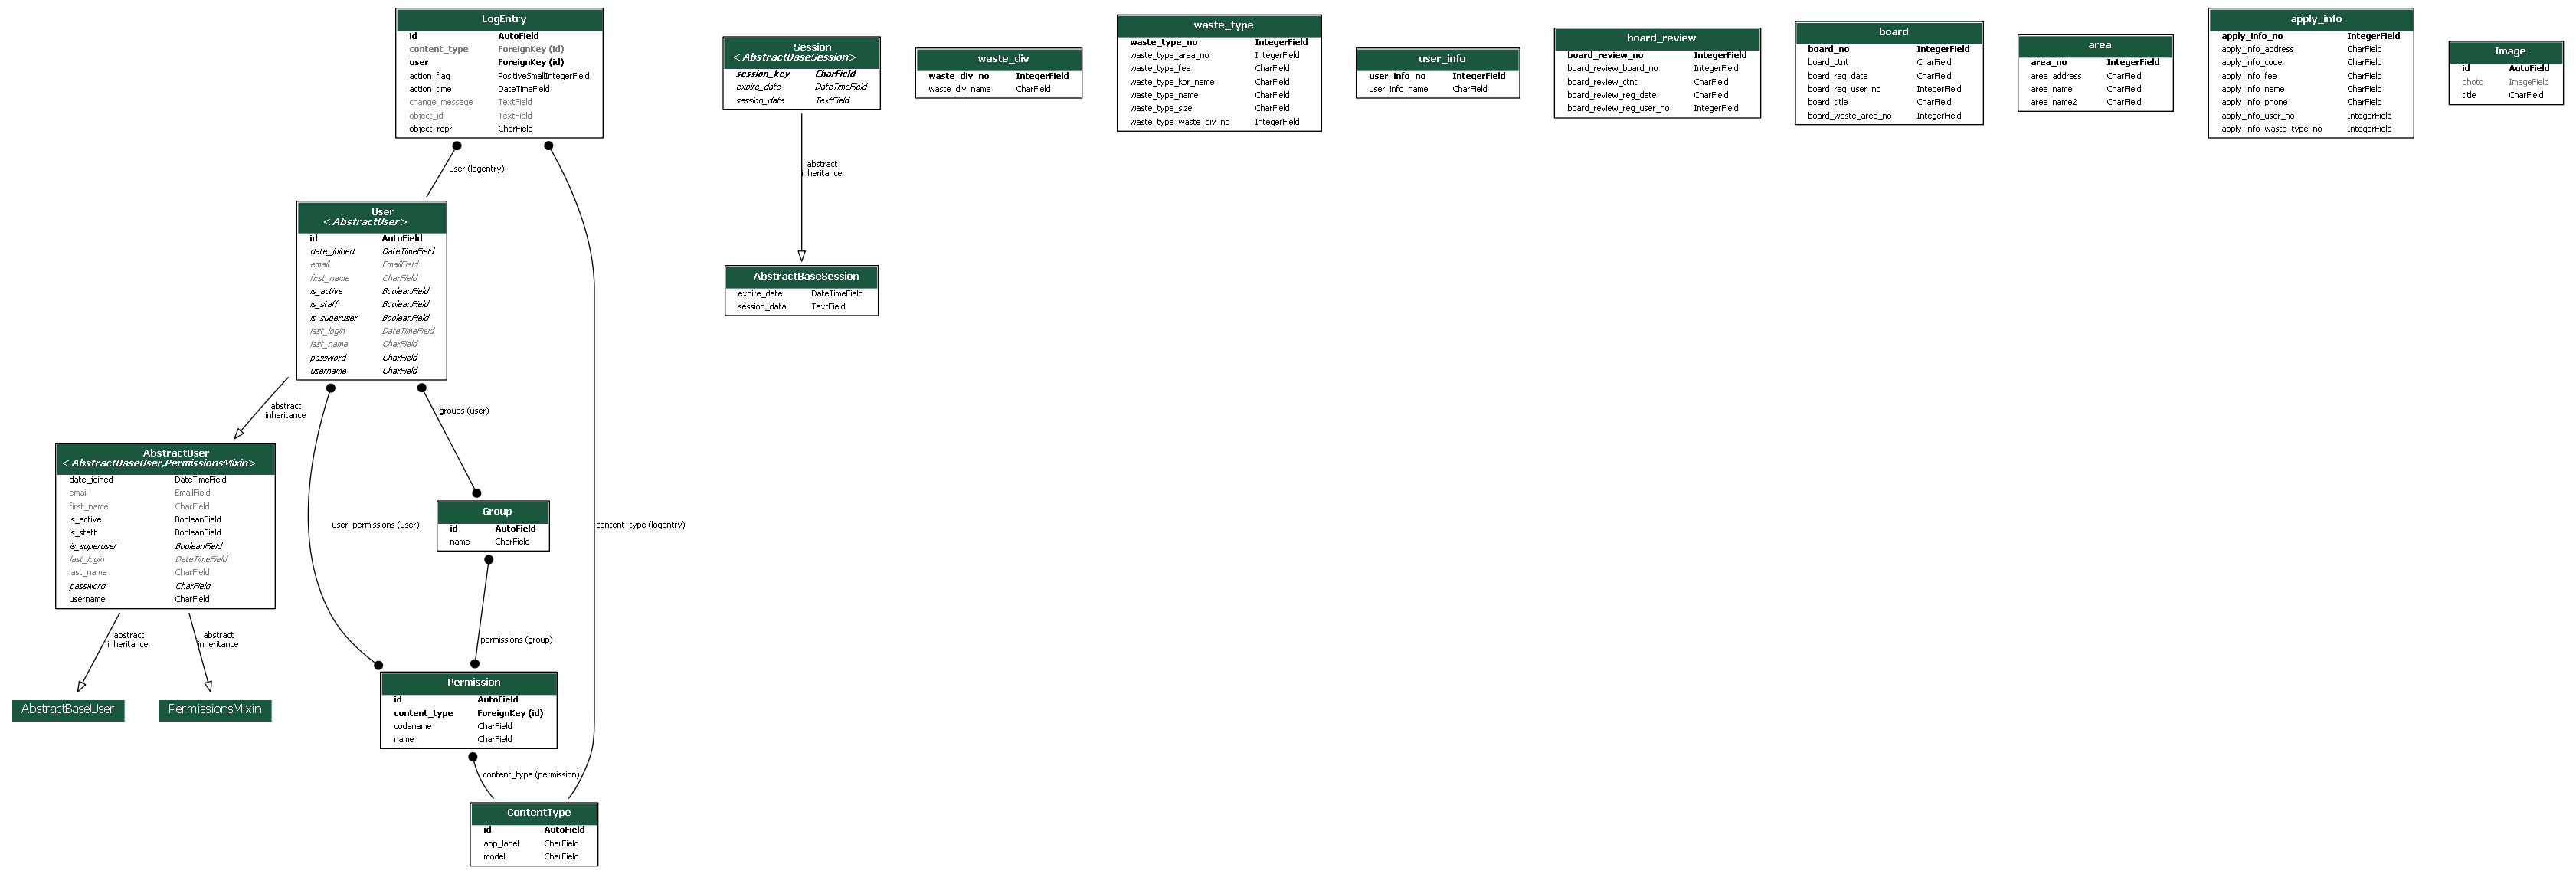 LogEntry
id AutoField
content_type ForeignKey (id)
user ForeignKey (id)
action_flag PositiveSmallIntegerField
action_time DateTimeField
change_message TextField
object_id TextField
object_repr CharField
user (logentry)
User
<AbstractUser>
id AutoField
date_joined DateTimeField
email EmailField
first_name CharField
is_active BooleanField
is_staff BooleanField
is_superuser BooleanField
last_login DateTimeField
last_name CharField
password CharField
username CharField
abstract
inheritance
groups (user)
AbstractUser
<AbstractBaseUser,PermissionsMixin>
date_joined DateTimeField
email EmailField
first_name CharField
is_active BooleanField
is_staff BooleanField
is_superuser BooleanField
last_login DateTimeField
last_name CharField
password CharField
username CharField
user_permissions (user)
Group
id AutoField
name CharField
content_type (logentry)
abstract
inheritance
abstract
inheritance
permissions (group)
AbstractBaseUser
PermissionsMixin
Permission
id AutoField
content_type ForeignKey (id)
codename CharField
name CharField
content_type (permission)
ContentType
id AutoField
app_label CharField
model CharField
Session
<AbstractBaseSession>
session_key CharField
expire_date DateTimeField
session_data TextField
abstract
inheritance
AbstractBaseSession
expire_date DateTimeField
session_data TextField
waste_div
waste_div_no IntegerField
waste_div_name CharField
waste_type
waste_type_no IntegerField
waste_type_area_no IntegerField
waste_type_fee CharField
waste_type_kor_name CharField
waste_type_name CharField
waste_type_size CharField
waste_type_waste_div_no IntegerField
user_info
user_info_no IntegerField
user_info_name CharField
board_review
board_review_no IntegerField
board_review_board_no IntegerField
board_review_ctnt CharField
board_review_reg_date CharField
board_review_reg_user_no IntegerField
board
board_no IntegerField
board_ctnt CharField
board_reg_date CharField
board_reg_user_no IntegerField
board_title CharField
board_waste_area_no IntegerField
area
area_no IntegerField
area_address CharField
area_name CharField
area_name2 CharField
apply_info
apply_info_no IntegerField
apply_info_address CharField
apply_info_code CharField
apply_info_fee CharField
apply_info_name CharField
apply_info_phone CharField
apply_info_user_no IntegerField
apply_info_waste_type_no IntegerField
Image
id AutoField
photo ImageField
title CharField